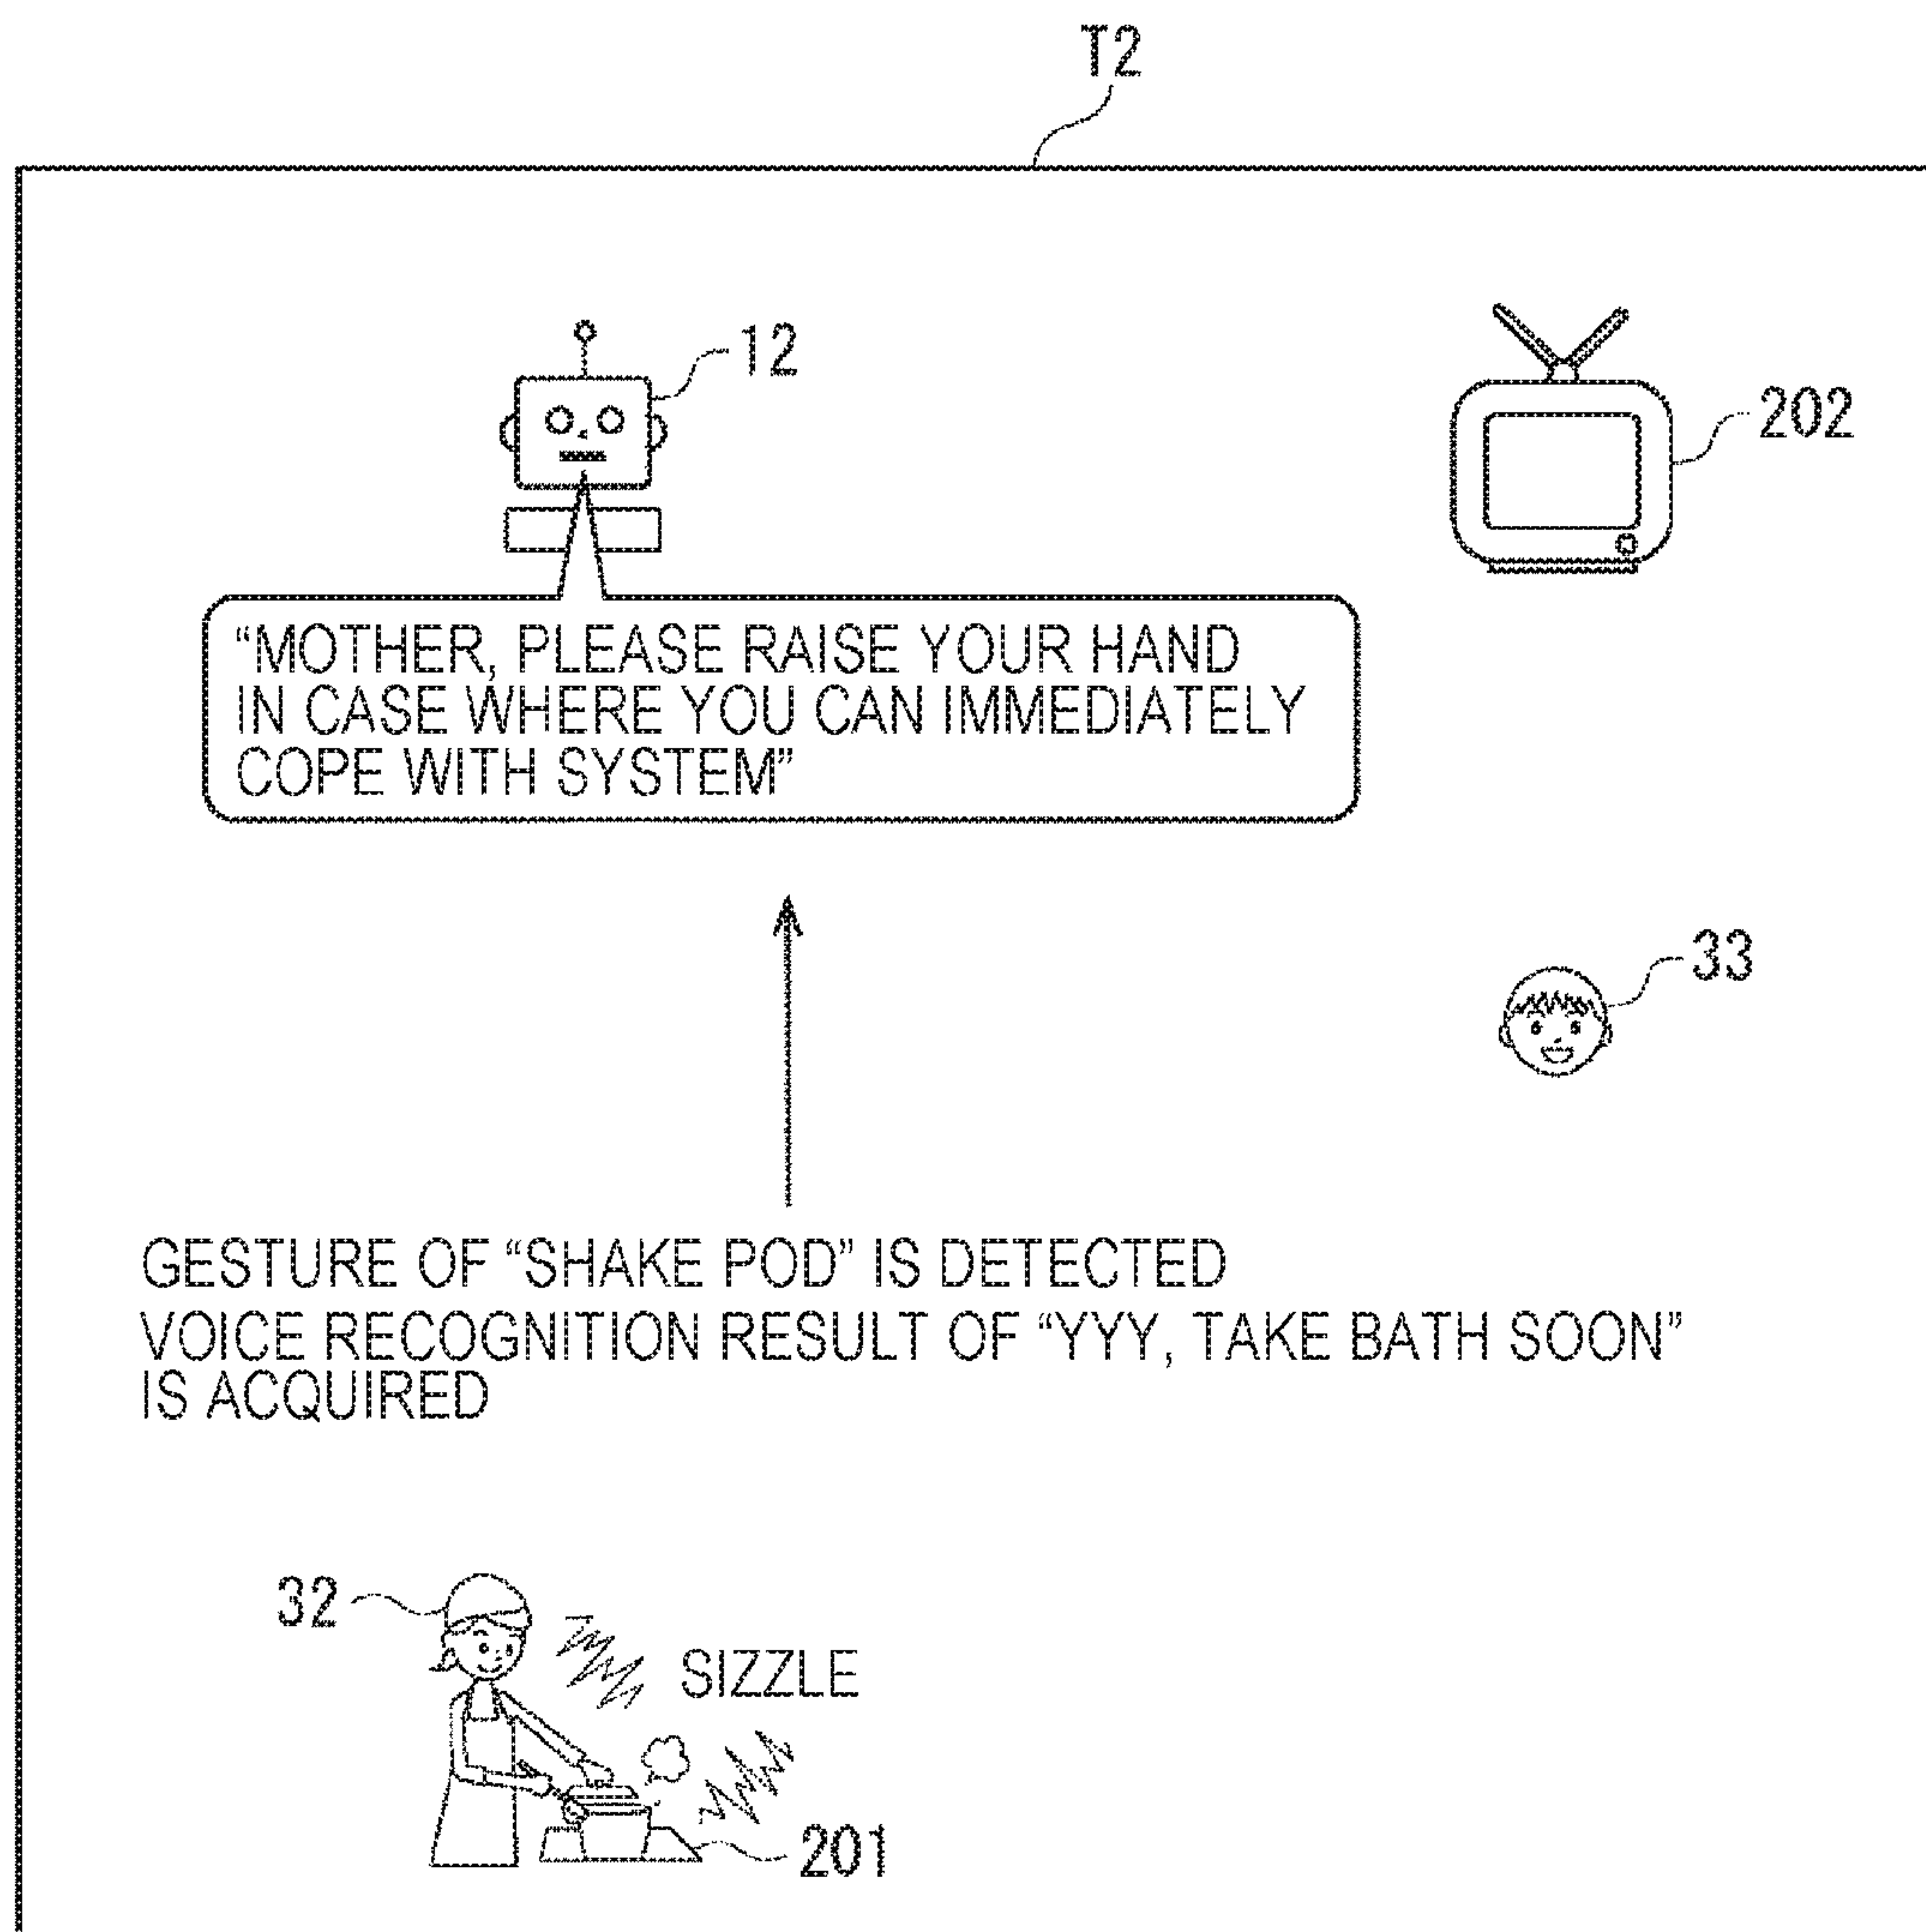 T2
12
202
“MOTHER, PLEASE RAISE YOUR HAND
IN CASE WHERE YOU CAN IMMEDIATELY
COPE WITH SYSTEM”
33
GESTURE OF “SHAKE POD” IS DETECTED
VOICE RECOGNITION RESULT OF “YYY, TAKE BATH SOON”
IS ACQUIRED
32
SIZZLE
201